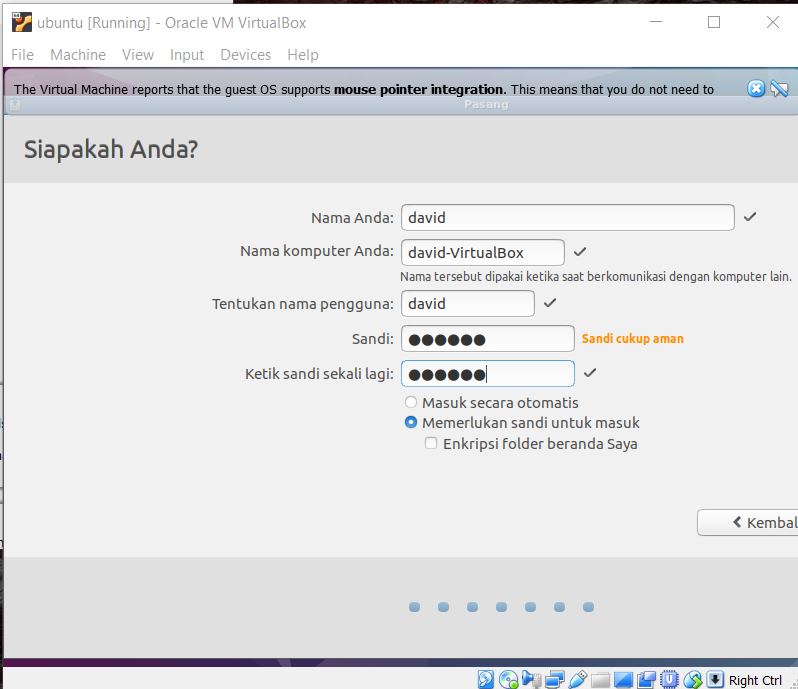 ubuntu [Running] - Oracle VM VirtualBox
File Machine View Input Devices Help
The Virtual Machine reports that the guest OS supports mouse pointer integration. This means that you do not need to
Pasang
Siapakah Anda?
Nama Anda: david
Nama komputer Anda: david-VirtualBox
Nama tersebut dipakai ketika saat berkomunikasi dengan komputer lain.
Tentukan nama pengguna: david
Sandi: ●●●●●● Sandi cukup aman
Ketik sandi sekali lagi: ●●●●●●
Masuk secara otomatis
Memerlukan sandi untuk masuk
Enkripsi folder beranda Saya
Kembal
Right Ctrl